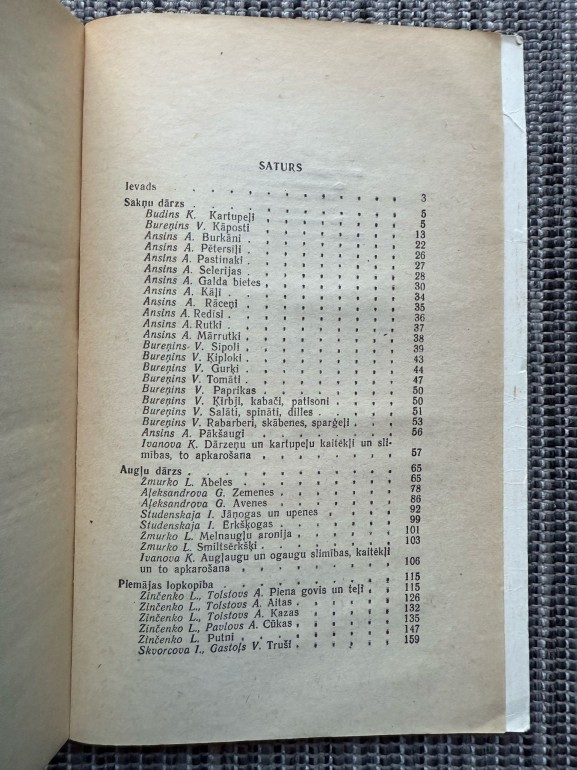 SATURS
Ievads . . . . . . . . . . 3
Sakņu dārzs . . . . . . . . . . 5
Budiņs K. Kartupeļi . . . . . . . . 5
Bureņins V. Kāposti . . . . . . . . 13
Ansins A. Burkāni . . . . . . . . 22
Ansins A. Pētersiļi . . . . . . . . 26
Ansins A. Pastinaki . . . . . . . . 27
Ansins A. Selerijas . . . . . . . . 28
Ansins A. Galda bietes . . . . . . . . 30
Ansins A. Kāļi . . . . . . . . 34
Ansins A. Rāceņi . . . . . . . . 35
Ansins A. Redīsi . . . . . . . . 36
Ansins A. Rutki . . . . . . . . 37
Ansins A. Mārrutki . . . . . . . . 38
Bureņins V. Sīpoli . . . . . . . . 39
Bureņins V. Ķiploki . . . . . . . . 43
Bureņins V. Gurķi . . . . . . . . 44
Bureņins V. Tomāti . . . . . . . . 47
Bureņins V. Paprikas . . . . . . . . 50
Bureņins V. Ķirbji, kabači, patisoni . . . . 50
Bureņins V. Salāti, spināti, dilles . . . . 51
Bureņins V. Rabarberi, skābenes, sparģeļi . . . 53
Ansins A. Pākšaugi . . . . . . . . 56
Ivanova K. Dārzeņu un kartupeļu kaitēkļi un sli-
mības, to apkarošana . . . . . . . 57
Augļu dārzs . . . . . . . . . 65
Žmurko L. Ābeles . . . . . . . . 65
Aļeksandrova G. Zemenes . . . . . . . 78
Aļeksandrova G. Avenes . . . . . . . 86
Studenskaja I. Jāņogas un upenes . . . . . 92
Studenskaja I. Ērkšķogas . . . . . . 99
Žmurko L. Melnaugļu aronija . . . . . . 101
Žmurko L. Smiltsērkšķi . . . . . . . 103
Ivanova K. Augļaugu un ogaugu slimības, kaitēkļi
un to apkarošana . . . . . . . . 106
Piemājas lopkopība . . . . . . . . 115
Zinčenko L., Tolstovs A. Piena govis un teļi . . . 115
Zinčenko L., Tolstovs A. Aitas . . . . . 126
Zinčenko L., Tolstovs A. Kazas . . . . . 132
Zinčenko L., Pavlovs A. Cūkas . . . . . 135
Zinčenko L. Putni . . . . . . . . 147
Skvorcova I., Gastoļs V. Truši . . . . . 159